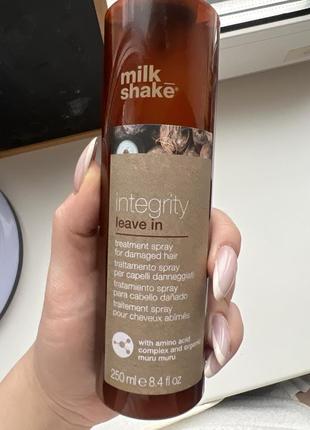 milk
shake®
integrity
leave in
treatment spray
for damaged hair
trattamento spray
per capelli danneggiati
tratamiento spray
para cabello dañado
traitement spray
pour cheveux abîmés
with amino acid
complex and organic
muru muru
250 ml e 8.4 fl oz